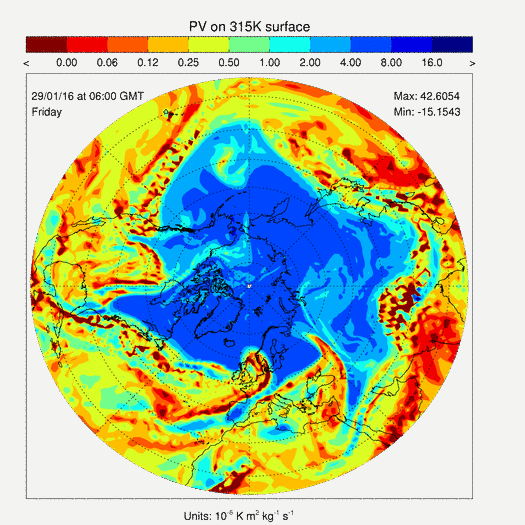 PV on 315K surface
< 0.00 0.06 0.12 0.25 0.50 1.00 2.00 4.00 8.00 16.0 >
29/01/16 at 06:00 GMT Max: 42.6054
Friday Min: -15.1543
Units: 10⁻⁶ K m² kg⁻¹ s⁻¹